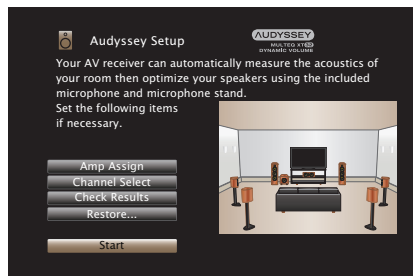 Audyssey Setup
AUDYSSEY
MULTEQ XT32
DYNAMIC VOLUME
Your AV receiver can automatically measure the acoustics of
your room then optimize your speakers using the included
microphone and microphone stand.
Set the following items
if necessary.
Amp Assign
Channel Select
Check Results
Restore...
Start